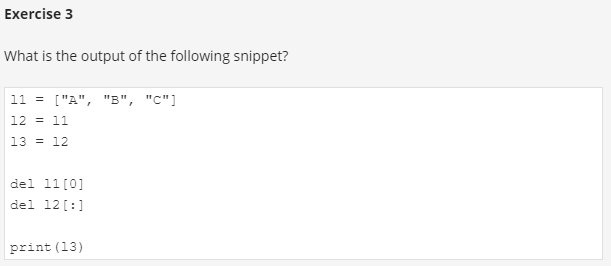 Exercise 3
What is the output of the following snippet?
l1 = ["A", "B", "C"]
l2 = l1
l3 = l2
del l1[0]
del l2[:]
print(l3)